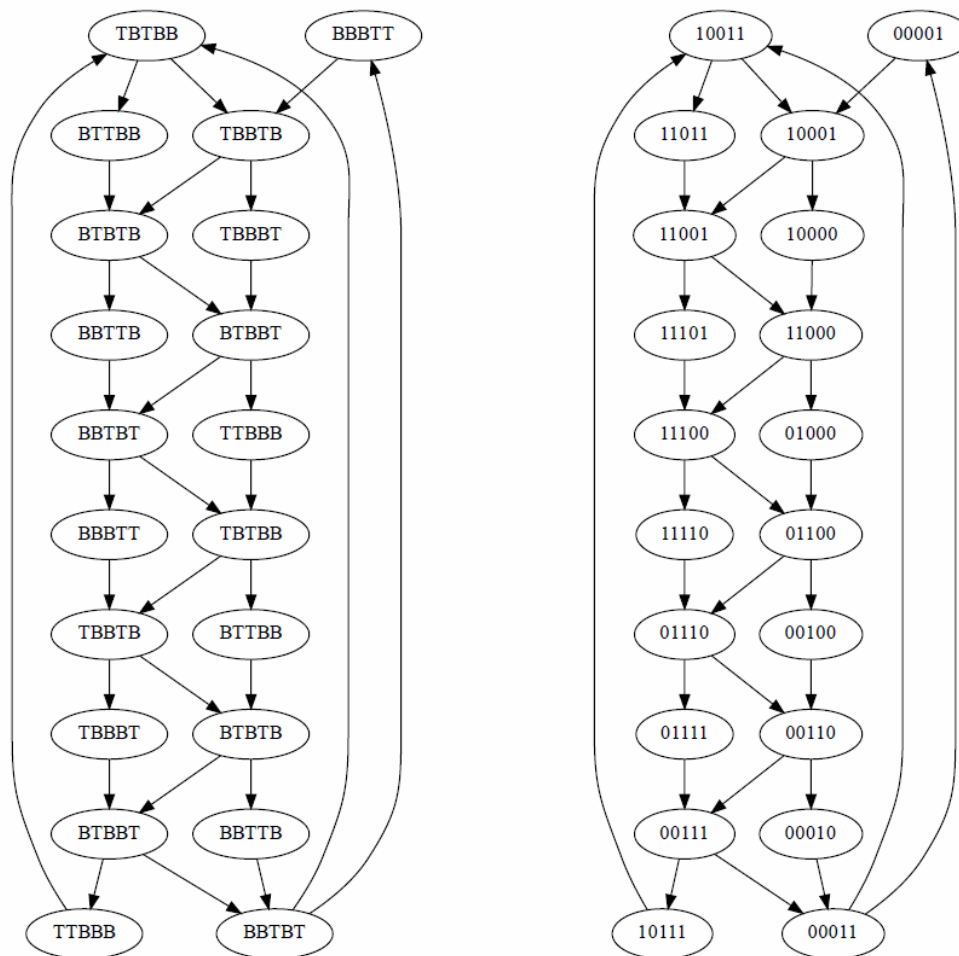 TBTBB BBBTT 10011 00001
BTTBB TBBTB 11011 10001
BTBTB TBBBT 11001 10000
BBTTB BTBBT 11101 11000
BBTBT TTBBB 11100 01000
BBBTT TBTBB 11110 01100
TBBTB BTTBB 01110 00100
TBBBT BTBTB 01111 00110
BTBBT BBTTB 00111 00010
TTBBB BBTBT 10111 00011